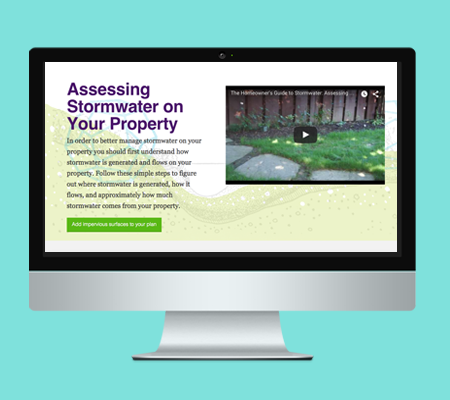 Assessing
Stormwater on
Your Property
In order to better manage stormwater on your
property you should first understand how
stormwater is generated and flows on your
property. Follow these simple steps to figure
out where stormwater is generated, how it
flows, and approximately how much
stormwater comes from your property.
Add impervious surfaces to your plan
The Homeowner's Guide to Stormwater: Assessing ...